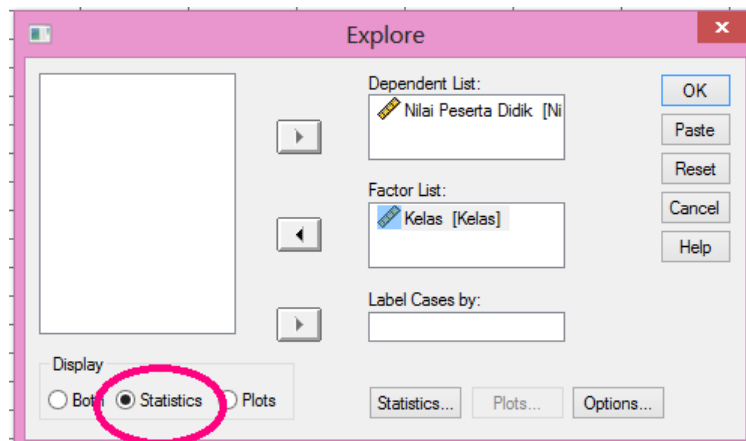 Explore
x
Dependent List:
Nilai Peserta Didik [Ni
Factor List:
Kelas [Kelas]
Label Cases by:
OK
Paste
Reset
Cancel
Help
Display
Both Statistics Plots
Statistics... Plots... Options...